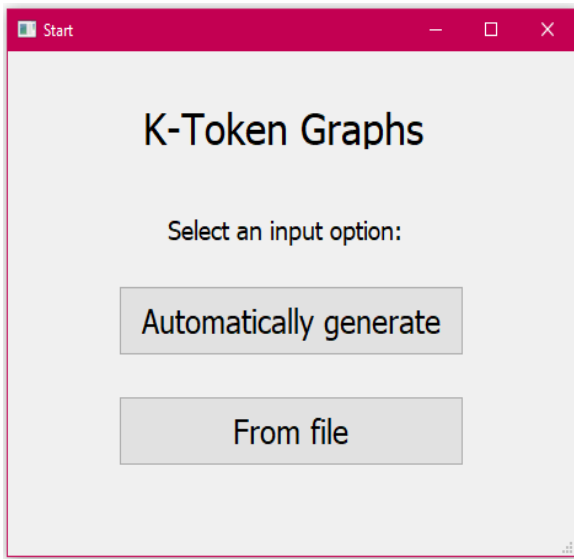 Start
K-Token Graphs
Select an input option:
Automatically generate
From file